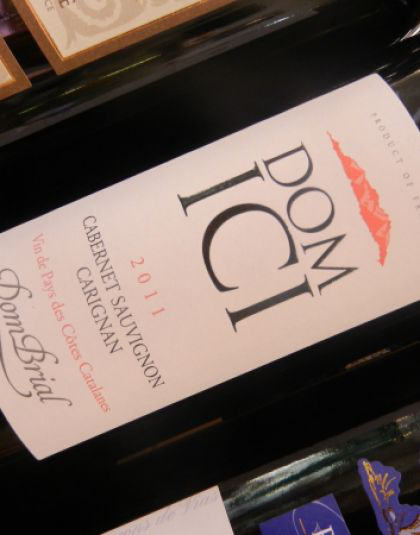 PRODUCT OF FR
DOM
ICI
2011
CABERNET SAUVIGNON
CARIGNAN
Vin de Pays des Côtes Catalanes
Dom Brial